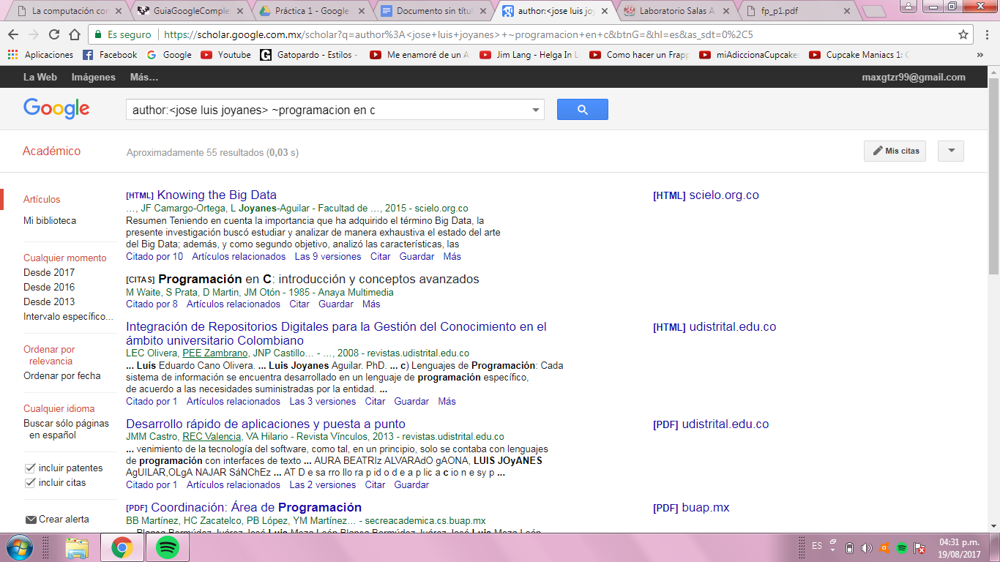 La computación con
GuiaGoogleComple
Práctica 1 - Google
Documento sin títul
author:<jose luis joy
Laboratorio Salas A
fp_p1.pdf
Es seguro
https://scholar.google.com.mx/scholar?q=author%3A<jose+luis+joyanes>+~programacion+en+c&btnG=&hl=es&as_sdt=0%2C5
Aplicaciones Facebook Google Youtube Gatopardo - Estilos - Me enamoré de un A Jim Lang - Helga In L Como hacer un Frapp miAdiccionaCupcake Cupcake Maniacs 1: C »
La Web Imágenes Más... maxgtzr99@gmail.com
Google author:<jose luis joyanes> ~programacion en c
Académico Aproximadamente 55 resultados (0,03 s) Mis citas
Artículos
Mi biblioteca
Cualquier momento
Desde 2017
Desde 2016
Desde 2013
Intervalo específico...
Ordenar por
relevancia
Ordenar por fecha
Cualquier idioma
Buscar sólo páginas
en español
incluir patentes
incluir citas
Crear alerta
[HTML] Knowing the Big Data
[HTML] scielo.org.co
…, JF Camargo-Ortega, L Joyanes-Aguilar - Facultad de …, 2015 - scielo.org.co
Resumen Teniendo en cuenta la importancia que ha adquirido el término Big Data, la
presente investigación buscó estudiar y analizar de manera exhaustiva el estado del arte
del Big Data; además, y como segundo objetivo, analizó las características, las
Citado por 10 Artículos relacionados Las 9 versiones Citar Guardar Más
[CITAS] Programación en C: introducción y conceptos avanzados
M Waite, S Prata, D Martin, JM Otón - 1985 - Anaya Multimedia
Citado por 8 Artículos relacionados Citar Guardar Más
Integración de Repositorios Digitales para la Gestión del Conocimiento en el
ámbito universitario Colombiano
[HTML] udistrital.edu.co
LEC Olivera, PEE Zambrano, JNP Castillo… - …, 2008 - revistas.udistrital.edu.co
... Luis Eduardo Cano Olivera. ... Luis Joyanes Aguilar. PhD. ... c) Lenguajes de Programación: Cada
sistema de información se encuentra desarrollado en un lenguaje de programación específico,
de acuerdo a las necesidades suministradas por la entidad. ...
Citado por 1 Artículos relacionados Las 3 versiones Citar Guardar Más
Desarrollo rápido de aplicaciones y puesta a punto
[PDF] udistrital.edu.co
JMM Castro, REC Valencia, VA Hilario - Revista Vínculos, 2013 - revistas.udistrital.edu.co
... venimiento de la tecnología del software, como tal, en un principio, solo se contaba con lenguajes
de programación con interfaces de texto ... AURA BEATRIz ALVARAdO gAONA, LUIS JOyANES
AgUILAR,OLgA NAJAR SáNChEz ... AT D e sa rro llo ra p id o d e a p lic a c io n e sy p ...
Citado por 1 Artículos relacionados Las 2 versiones Citar Guardar
[PDF] Coordinación: Área de Programación
[PDF] buap.mx
BB Martínez, HC Zacatelco, PB López, YM Martínez… - secreacademica.cs.buap.mx
... Blanca Bermúdez Juárez José Luis Meza León Blanca Bermúdez Juárez José Luis Meza León
ES
04:31 p.m.
19/08/2017